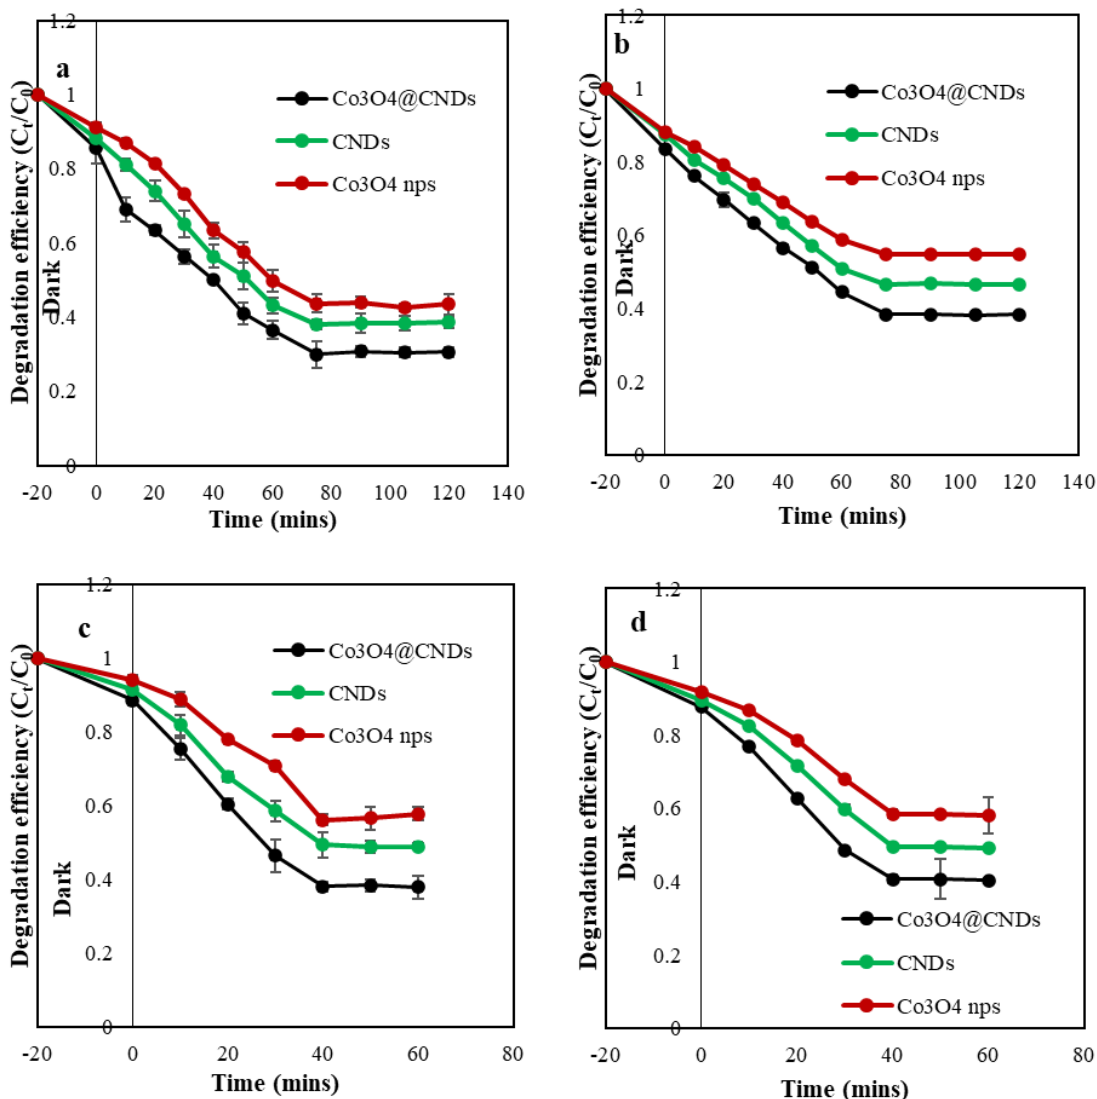 a
Degradation efficiency (Ct/C0)
Dark
1.2
1
0.8
0.6
0.4
0.2
0
-20 0 20 40 60 80 100 120 140
Time (mins)
Co3O4@CNDs
CNDs
Co3O4 nps
b
Degradation efficiency (Ct/C0)
Dark
1.2
1
0.8
0.6
0.4
0.2
0
-20 0 20 40 60 80 100 120 140
Time (mins)
Co3O4@CNDs
CNDs
Co3O4 nps
c
Degradation efficiency (Ct/C0)
Dark
1.2
1
0.8
0.6
0.4
0.2
0
-20 0 20 40 60 80
Time (mins)
Co3O4@CNDs
CNDs
Co3O4 nps
d
Degradation efficiency (Ct/C0)
Dark
1.2
1
0.8
0.6
0.4
0.2
0
-20 0 20 40 60 80
Time (mins)
Co3O4@CNDs
CNDs
Co3O4 nps